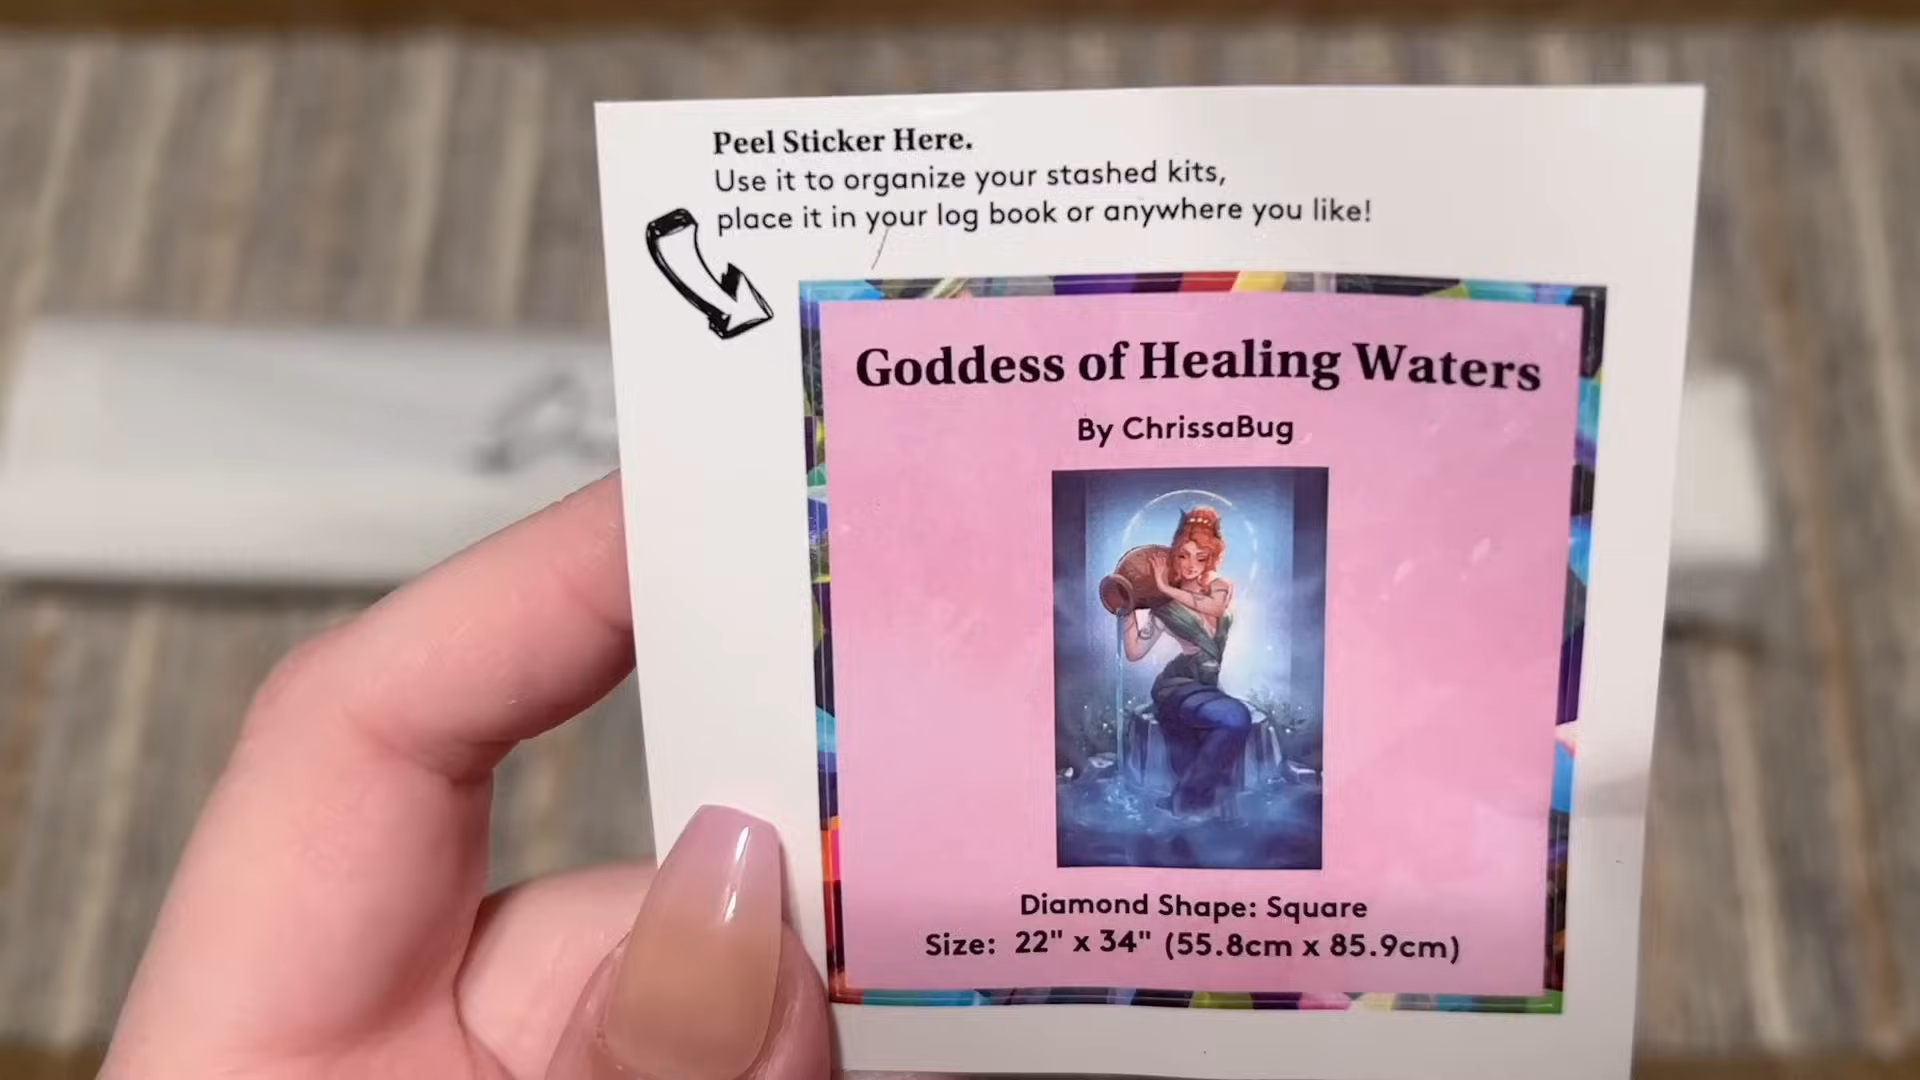 Peel Sticker Here.
Use it to organize your stashed kits,
place it in your log book or anywhere you like!
Goddess of Healing Waters
By ChrissaBug
Diamond Shape: Square
Size: 22" x 34" (55.8cm x 85.9cm)